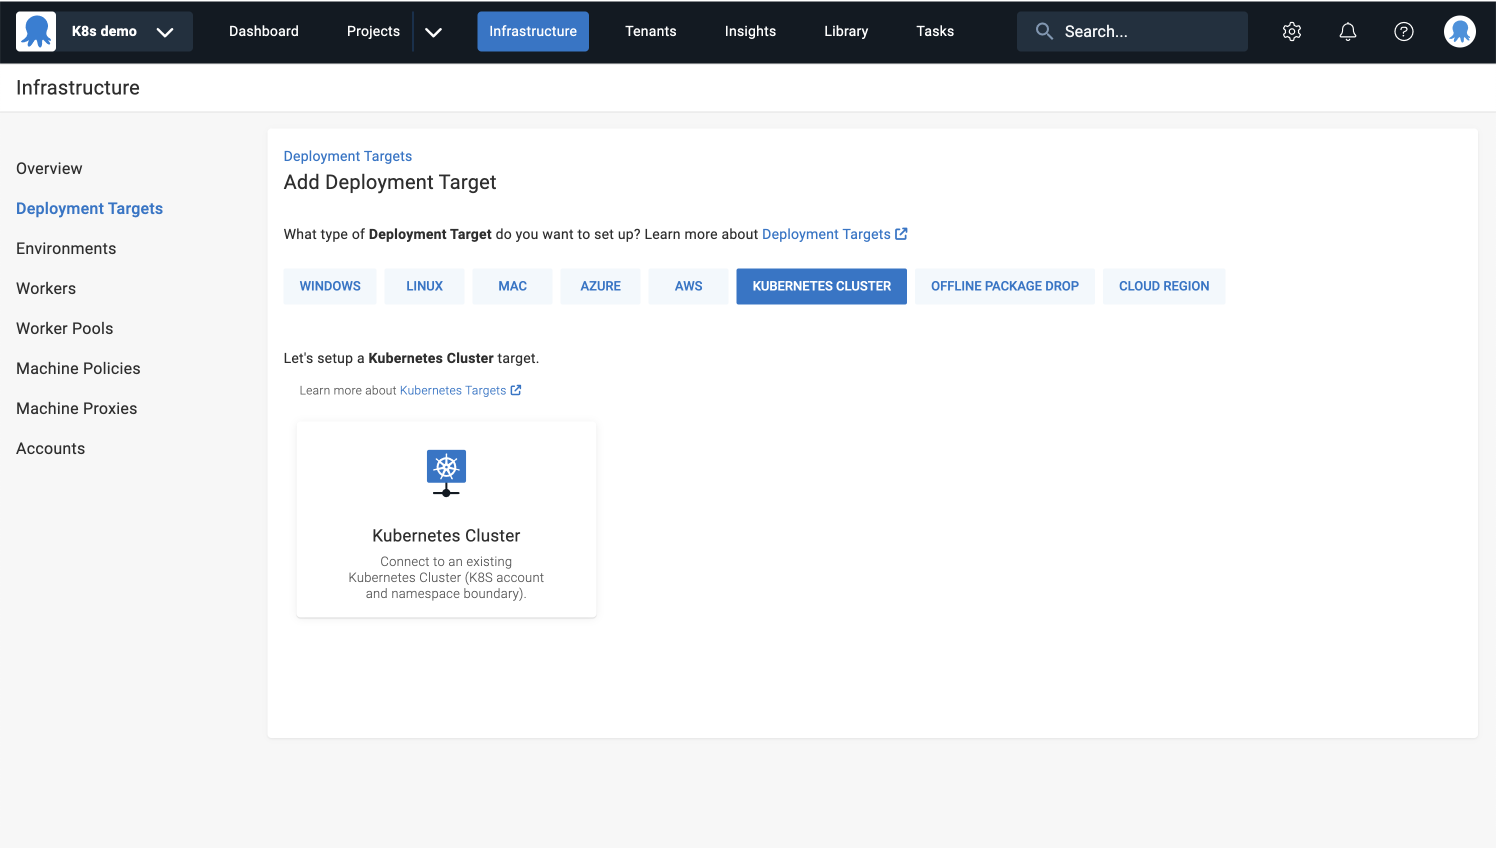 K8s demo
Dashboard
Projects
Infrastructure
Tenants
Insights
Library
Tasks
Search...
Infrastructure
Overview
Deployment Targets
Environments
Workers
Worker Pools
Machine Policies
Machine Proxies
Accounts
Deployment Targets
Add Deployment Target
What type of Deployment Target do you want to set up? Learn more about Deployment Targets
WINDOWS
LINUX
MAC
AZURE
AWS
KUBERNETES CLUSTER
OFFLINE PACKAGE DROP
CLOUD REGION
Let's setup a Kubernetes Cluster target.
Learn more about Kubernetes Targets
Kubernetes Cluster
Connect to an existing
Kubernetes Cluster (K8S account
and namespace boundary).